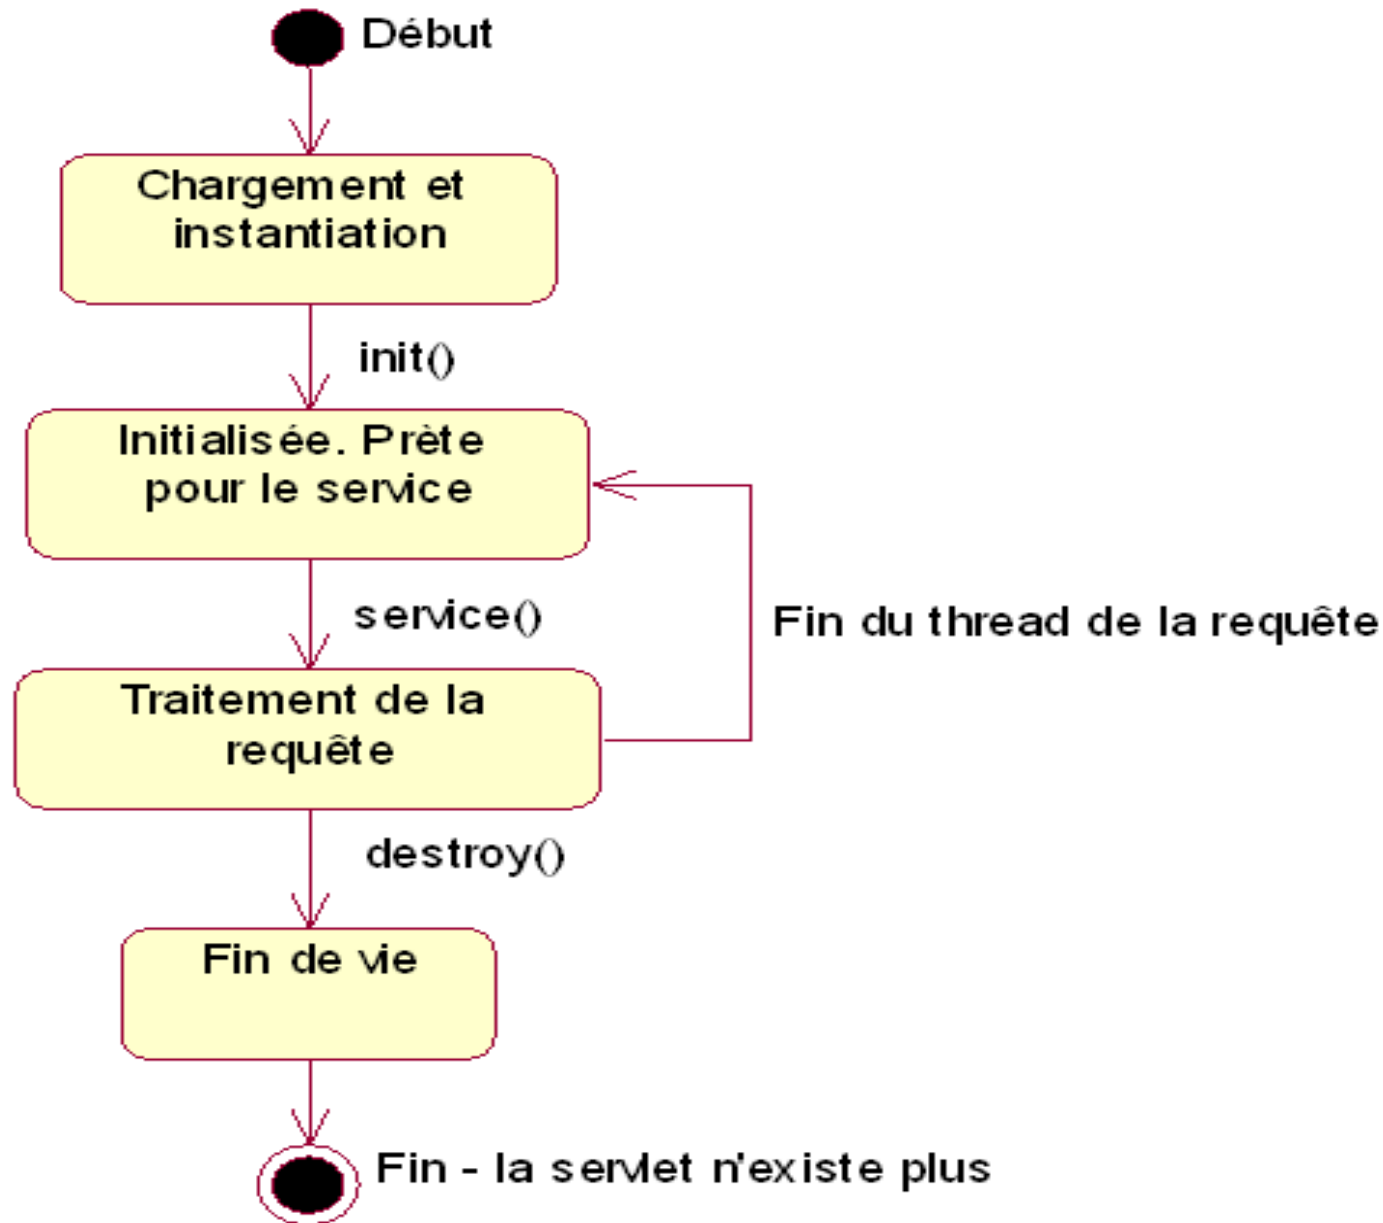 Début
Chargement et
instantiation
init()
Initialisée. Prète
pour le service
service()
Fin du thread de la requête
Traitement de la
requête
destroy()
Fin de vie
Fin - la servlet n'existe plus